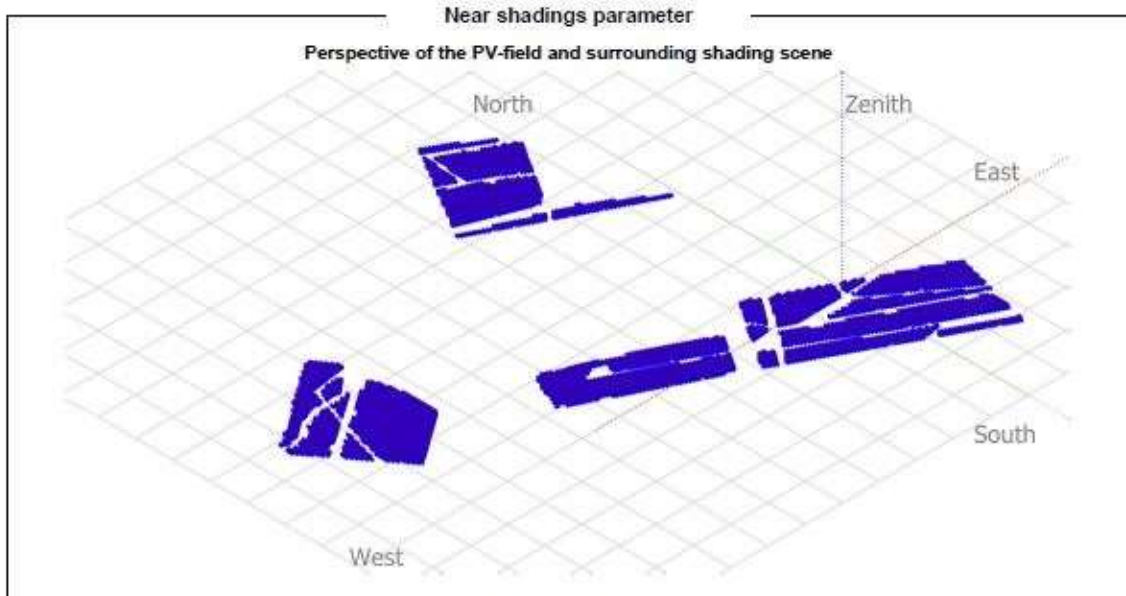 Near shadings parameter
Perspective of the PV-field and surrounding shading scene
North
Zenith
East
South
West